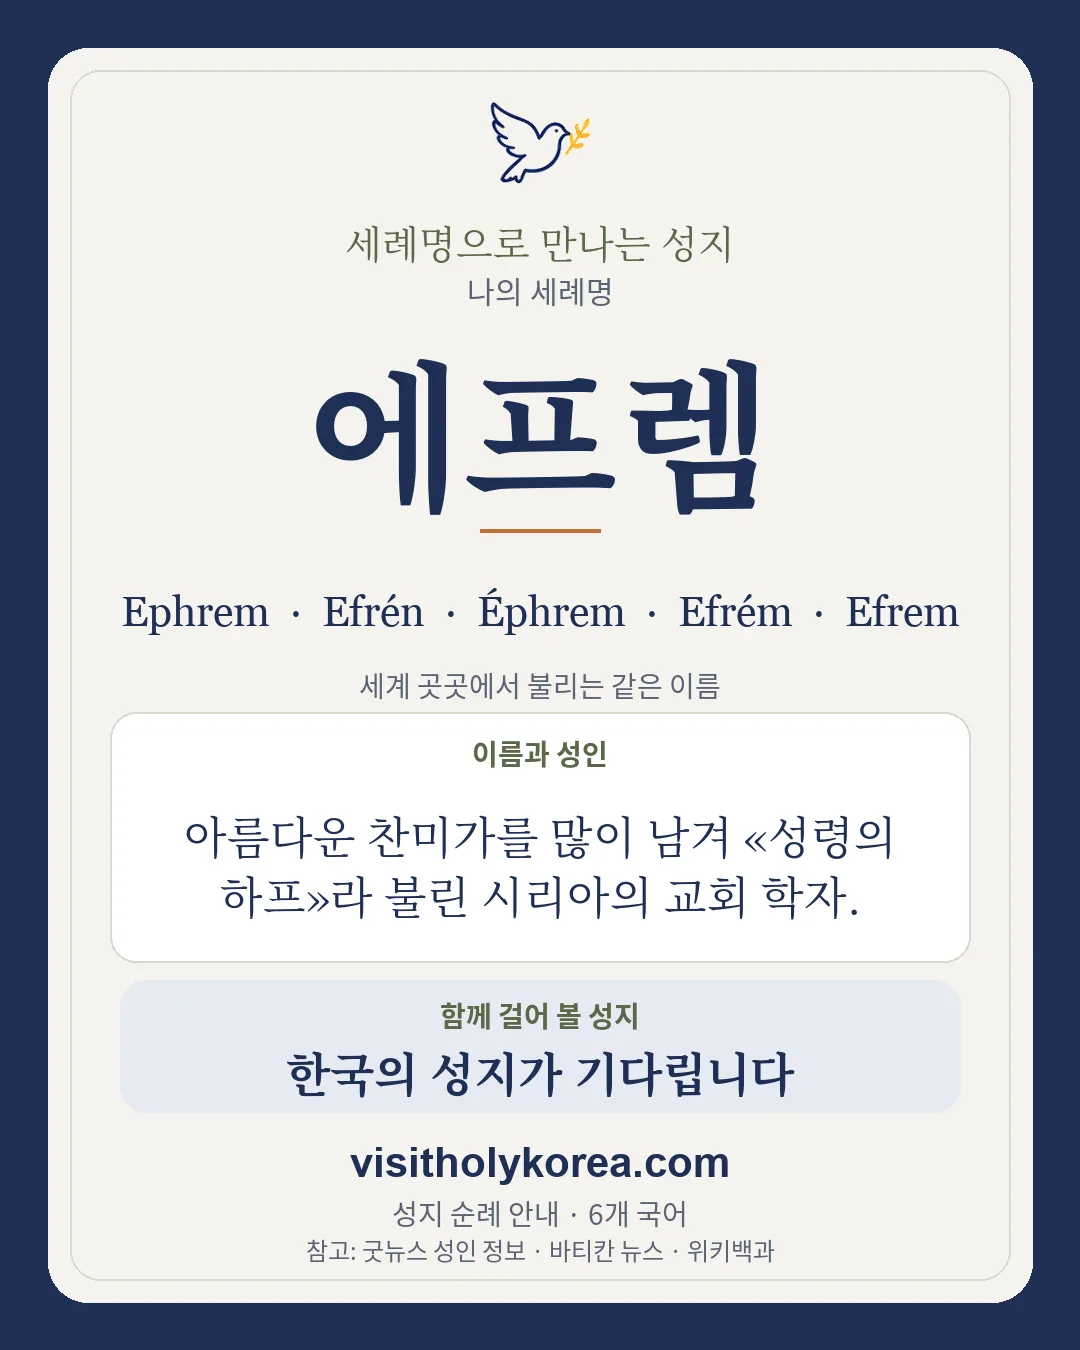 세례명으로 만나는 성지
나의 세례명
에프렘
Ephrem · Efrén · Éphrem · Efrém · Efrem
세계 곳곳에서 불리는 같은 이름
이름과 성인
아름다운 찬미가를 많이 남겨 «성령의
하프»라 불린 시리아의 교회 학자.
함께 걸어 볼 성지
한국의 성지가 기다립니다
visitholykorea.com
성지 순례 안내 · 6개 국어
참고: 굿뉴스 성인 정보 · 바티칸 뉴스 · 위키백과